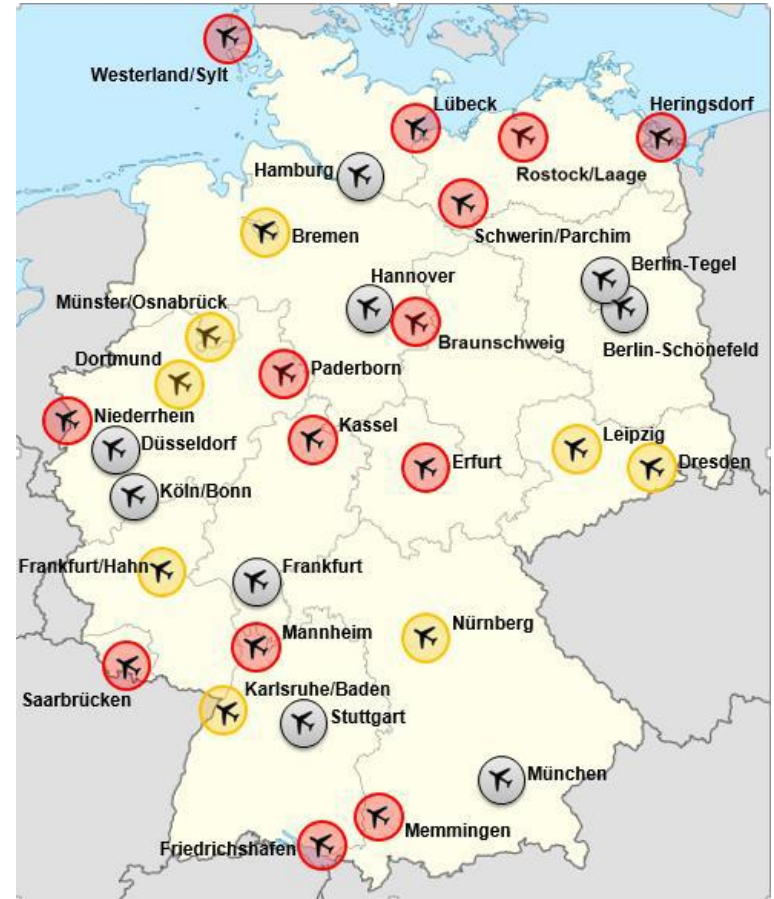 Westerland/Sylt
Lübeck
Heringsdorf
Hamburg
Rostock/Laage
Bremen
Schwerin/Parchim
Berlin-Tegel
Hannover
Münster/Osnabrück
Braunschweig
Berlin-Schönefeld
Dortmund
Paderborn
Niederrhein
Kassel
Düsseldorf
Leipzig
Erfurt
Dresden
Köln/Bonn
Frankfurt/Hahn
Frankfurt
Mannheim
Nürnberg
Saarbrücken
Karlsruhe/Baden
Stuttgart
München
Memmingen
Friedrichshafen